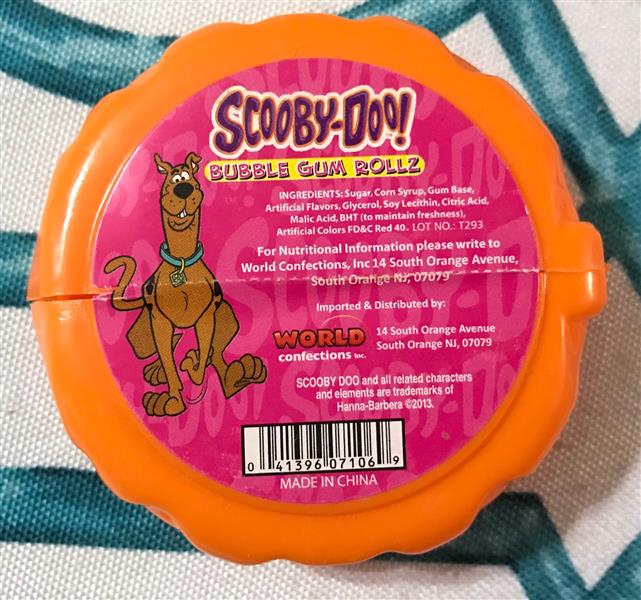 SCOOBY-DOO!
BUBBLE GUM ROLLZ
INGREDIENTS: Sugar, Corn Syrup, Gum Base,
Artificial Flavors, Glycerol, Soy Lecithin, Citric Acid,
Malic Acid, BHT (to maintain freshness),
Artificial Colors FD&C Red 40. LOT NO.: T293
For Nutritional Information please write to
World Confections, Inc 14 South Orange Avenue,
South Orange NJ, 07079
Imported & Distributed by:
WORLD
confections Inc.
14 South Orange Avenue
South Orange NJ, 07079
SCOOBY DOO and all related characters
and elements are trademarks of
Hanna-Barbera ©2013.
0 41396 07106 9
MADE IN CHINA